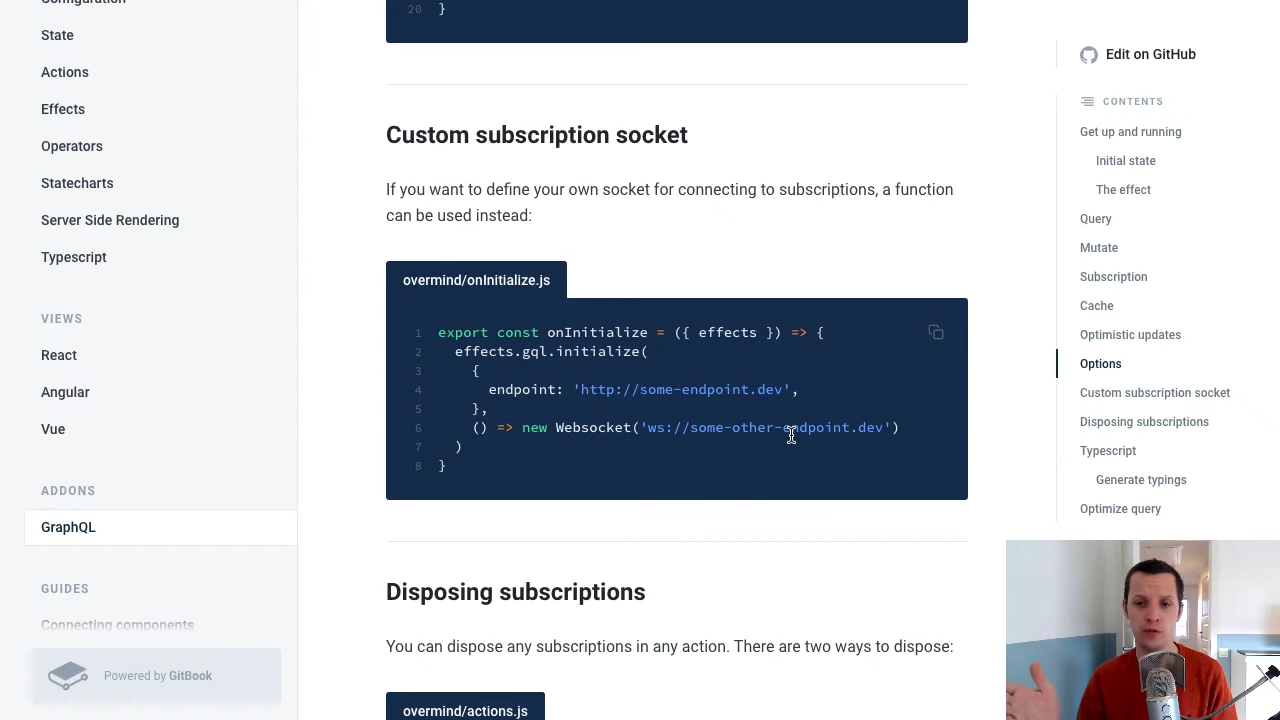 Configuration
State
Actions
Effects
Operators
Statecharts
Server Side Rendering
Typescript
VIEWS
React
Angular
Vue
ADDONS
GraphQL
GUIDES
Connecting components
Powered by GitBook
20 }
Custom subscription socket
If you want to define your own socket for connecting to subscriptions, a function
can be used instead:
overmind/onInitialize.js
1 export const onInitialize = ({ effects }) => {
2 effects.gql.initialize(
3 {
4 endpoint: 'http://some-endpoint.dev',
5 },
6 () => new Websocket('ws://some-other-endpoint.dev')
7 )
8 }
Disposing subscriptions
You can dispose any subscriptions in any action. There are two ways to dispose:
overmind/actions.js
Edit on GitHub
CONTENTS
Get up and running
Initial state
The effect
Query
Mutate
Subscription
Cache
Optimistic updates
Options
Custom subscription socket
Disposing subscriptions
Typescript
Generate typings
Optimize query